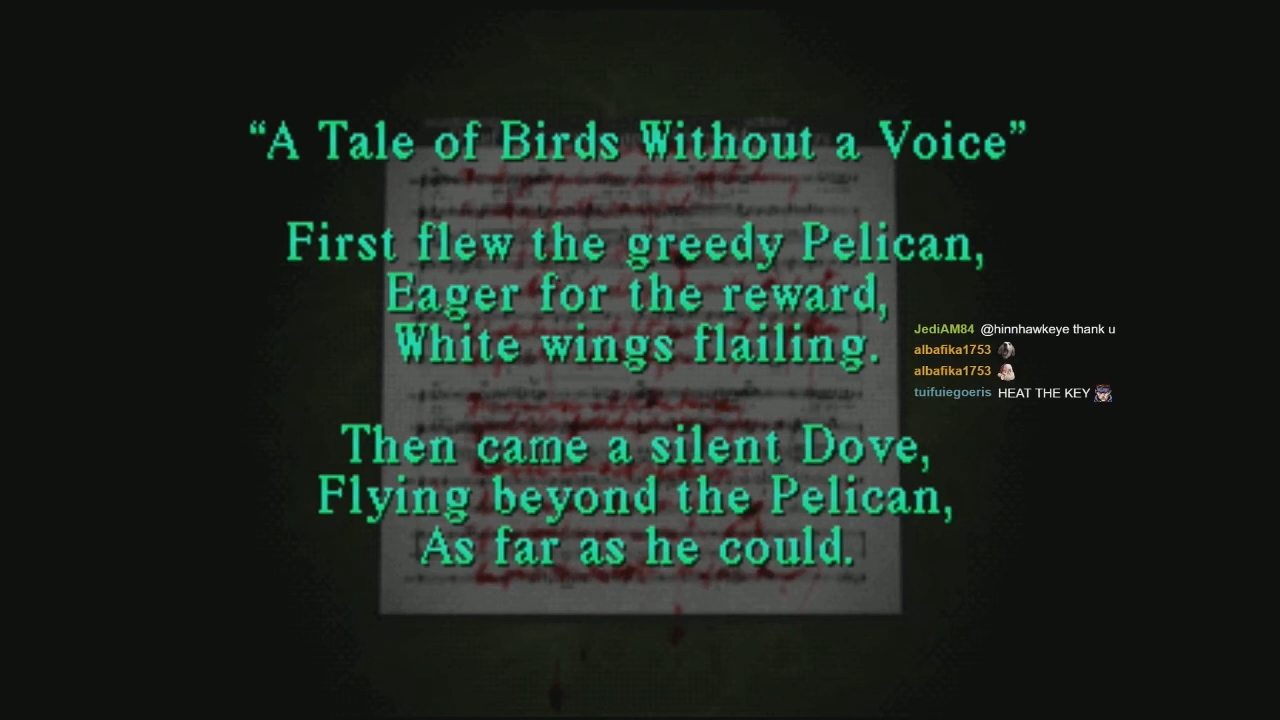 “A Tale of Birds Without a Voice”
First flew the greedy Pelican,
Eager for the reward,
White wings flailing.
Then came a silent Dove,
Flying beyond the Pelican,
As far as he could.
JediAM84 @hinnhawkeye thank u
albafika1753
albafika1753
tuifuiegoeris HEAT THE KEY